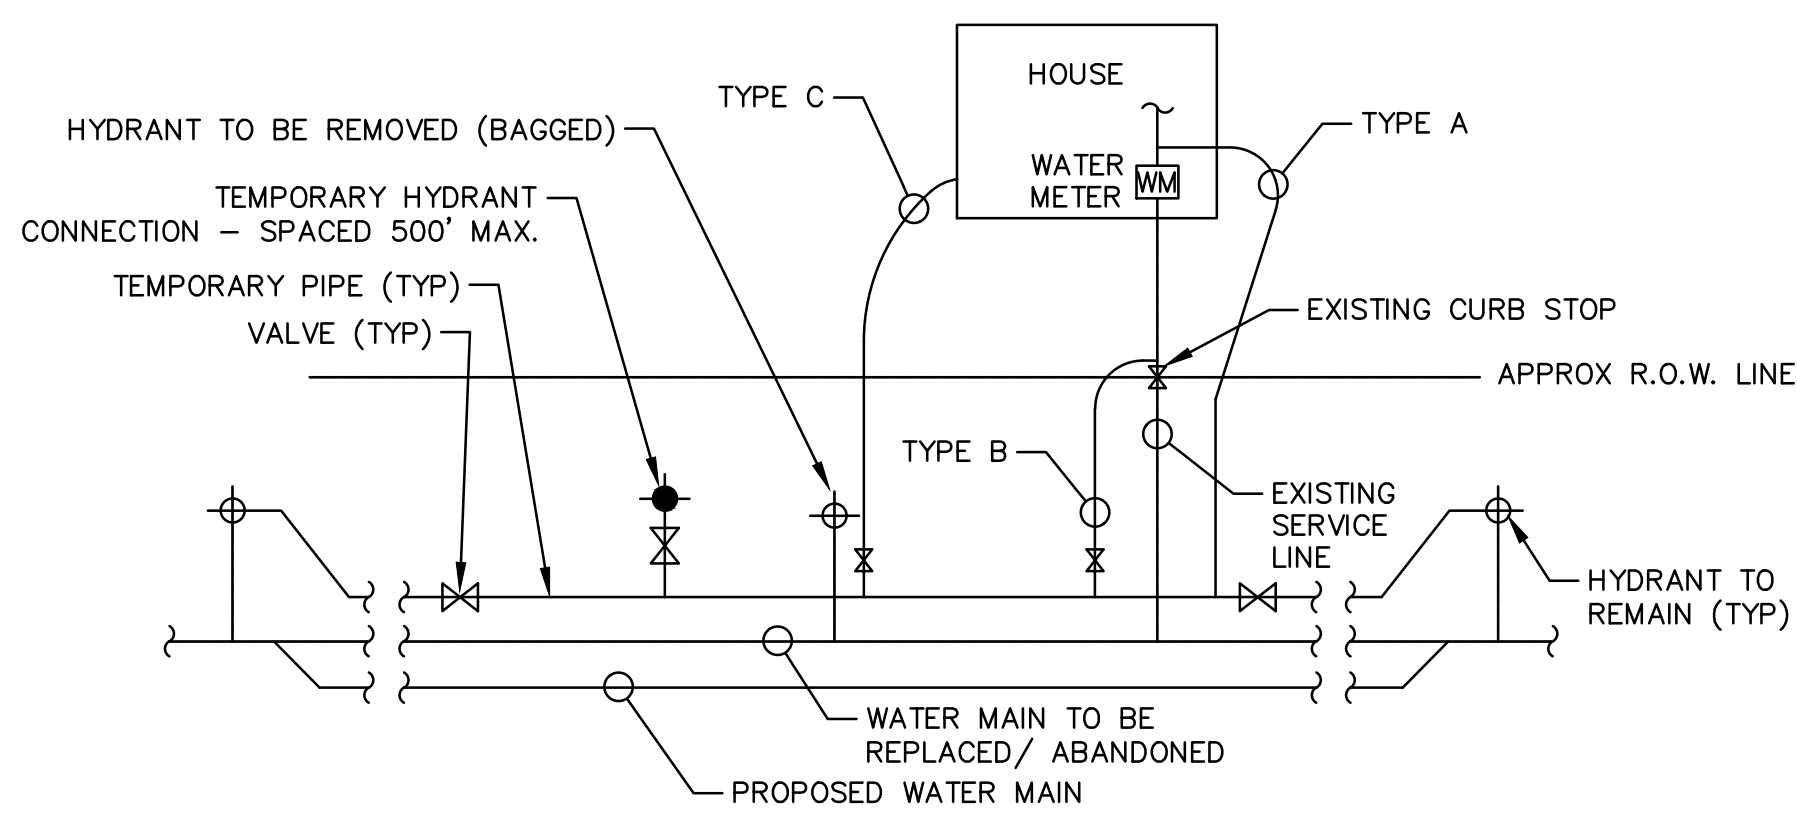 HOUSE
TYPE C
TYPE A
HYDRANT TO BE REMOVED (BAGGED)
WATER
METER
WM
TEMPORARY HYDRANT
CONNECTION – SPACED 500' MAX.
TEMPORARY PIPE (TYP)
EXISTING CURB STOP
VALVE (TYP)
APPROX R.O.W. LINE
TYPE B
EXISTING
SERVICE
LINE
HYDRANT TO
REMAIN (TYP)
WATER MAIN TO BE
REPLACED/ ABANDONED
PROPOSED WATER MAIN